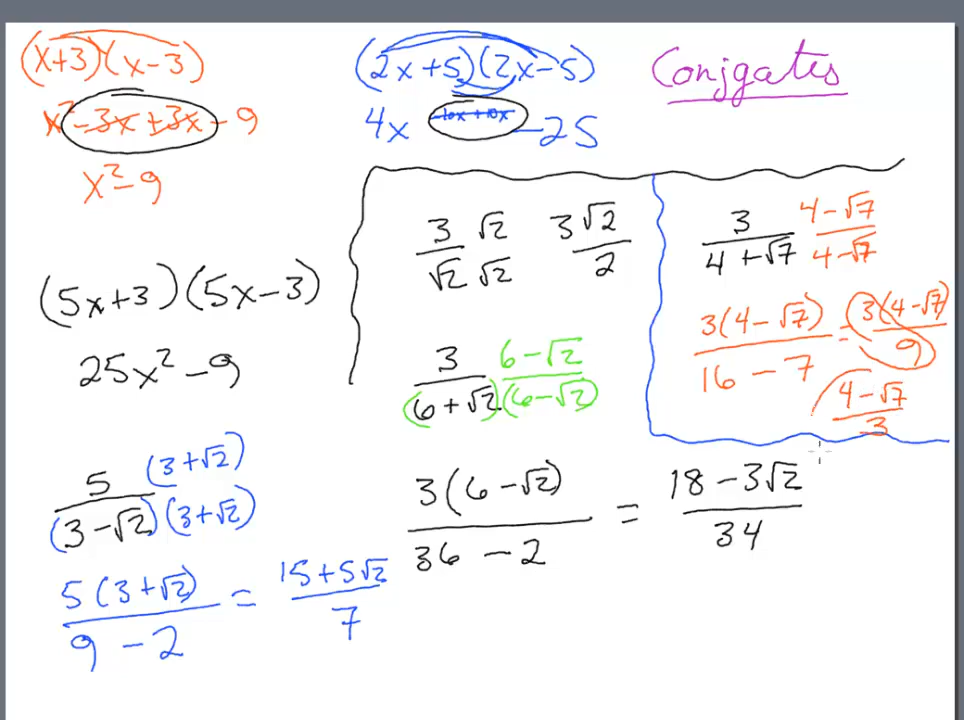 (x+3)(x-3)
x² - 3x + 3x - 9
x² - 9
(2x+5)(2x-5)
4x -10x + 10x - 25
Conjgates
(5x+3)(5x-3)
25x² - 9
3/√2 √2/√2 3√2/2
3/(6+√2) (6-√2)/(6-√2)
3/(4+√7) (4-√7)/(4-√7)
3(4-√7)/(16-7) = 3(4-√7)/9
(4-√7)/3
5/(3-√2) (3+√2)/(3+√2)
5(3+√2)/(9-2) = (15+5√2)/7
3(6-√2)/(36-2) = (18-3√2)/34